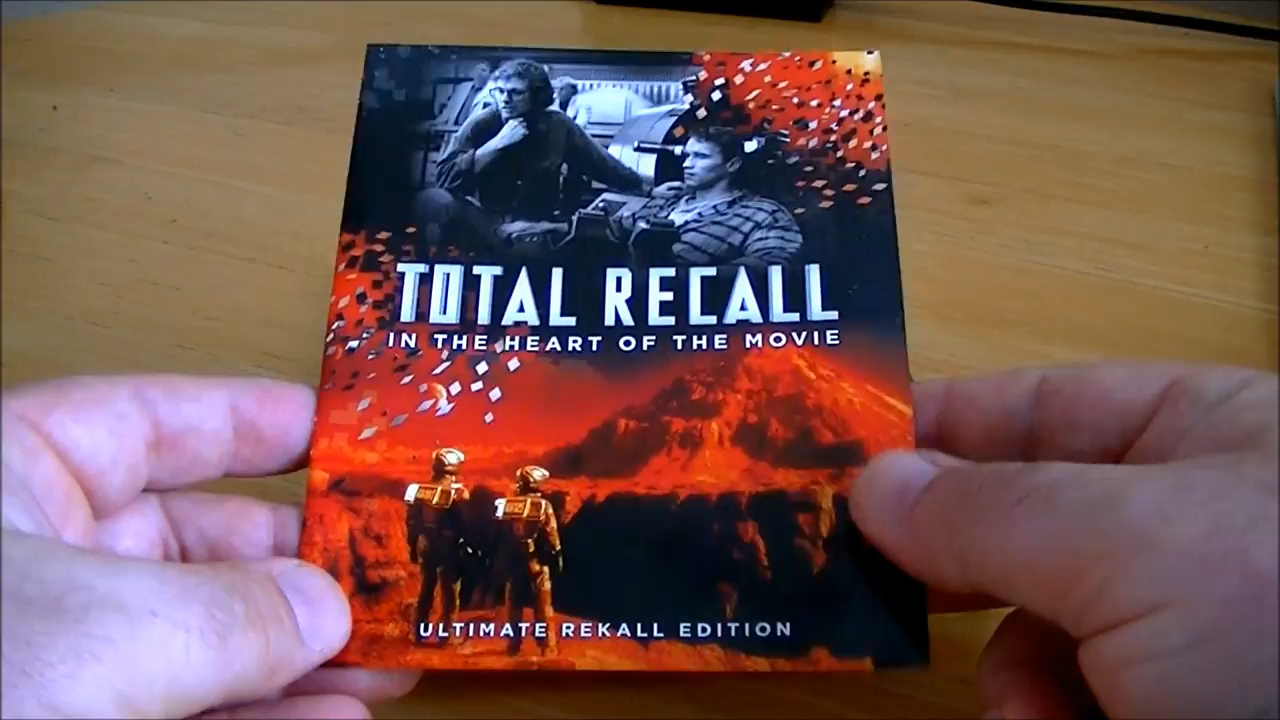 TOTAL RECALL
IN THE HEART OF THE MOVIE
ULTIMATE REKALL EDITION